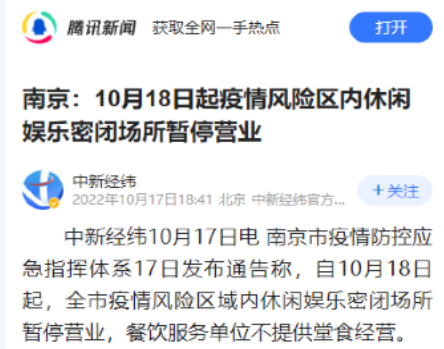 腾讯新闻 获取全网一手热点 打开
南京：10月18日起疫情风险区内休闲
娱乐密闭场所暂停营业
中新经纬
2022年10月17日18:41 北京 中新经纬官方...
+关注
中新经纬10月17日电 南京市疫情防控应
急指挥体系17日发布通告称，自10月18日
起，全市疫情风险区域内休闲娱乐密闭场所
暂停营业，餐饮服务单位不提供堂食经营。